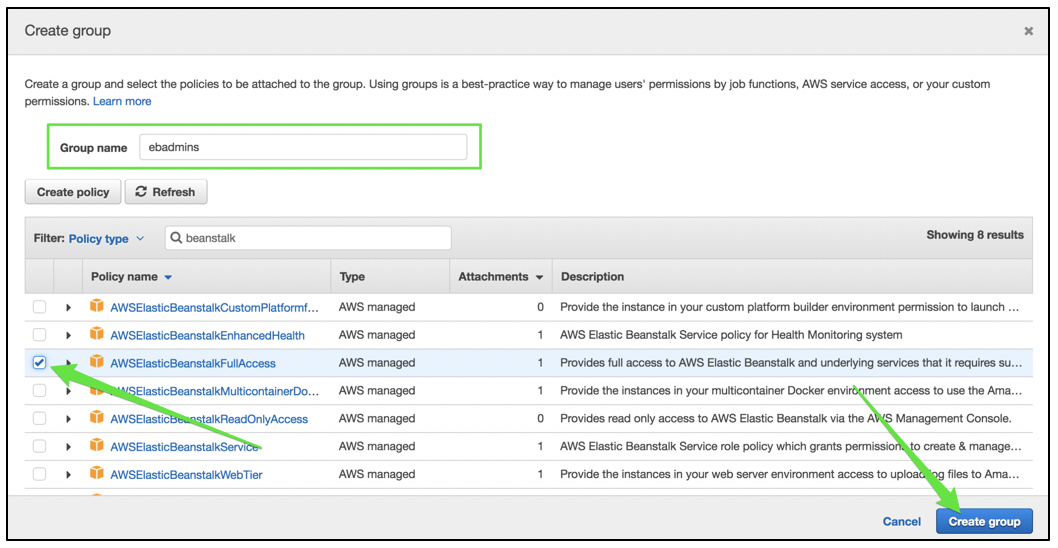 Create group
Create a group and select the policies to be attached to the group. Using groups is a best-practice way to manage users' permissions by job functions, AWS service access, or your custom
permissions. Learn more
Group name ebadmins
Create policy Refresh
Filter: Policy type beanstalk Showing 8 results
Policy name Type Attachments Description
AWSElasticBeanstalkCustomPlatformf... AWS managed 0 Provide the instance in your custom platform builder environment permission to launch ...
AWSElasticBeanstalkEnhancedHealth AWS managed 1 AWS Elastic Beanstalk Service policy for Health Monitoring system
AWSElasticBeanstalkFullAccess AWS managed 1 Provides full access to AWS Elastic Beanstalk and underlying services that it requires su...
AWSElasticBeanstalkMulticontainerDo... AWS managed 1 Provide the instances in your multicontainer Docker environment access to use the Ama...
AWSElasticBeanstalkReadOnlyAccess AWS managed 0 Provides read only access to AWS Elastic Beanstalk via the AWS Management Console.
AWSElasticBeanstalkService AWS managed 1 AWS Elastic Beanstalk Service role policy which grants permissions to create & manage...
AWSElasticBeanstalkWebTier AWS managed 1 Provide the instances in your web server environment access to upload log files to Ama...
Cancel Create group